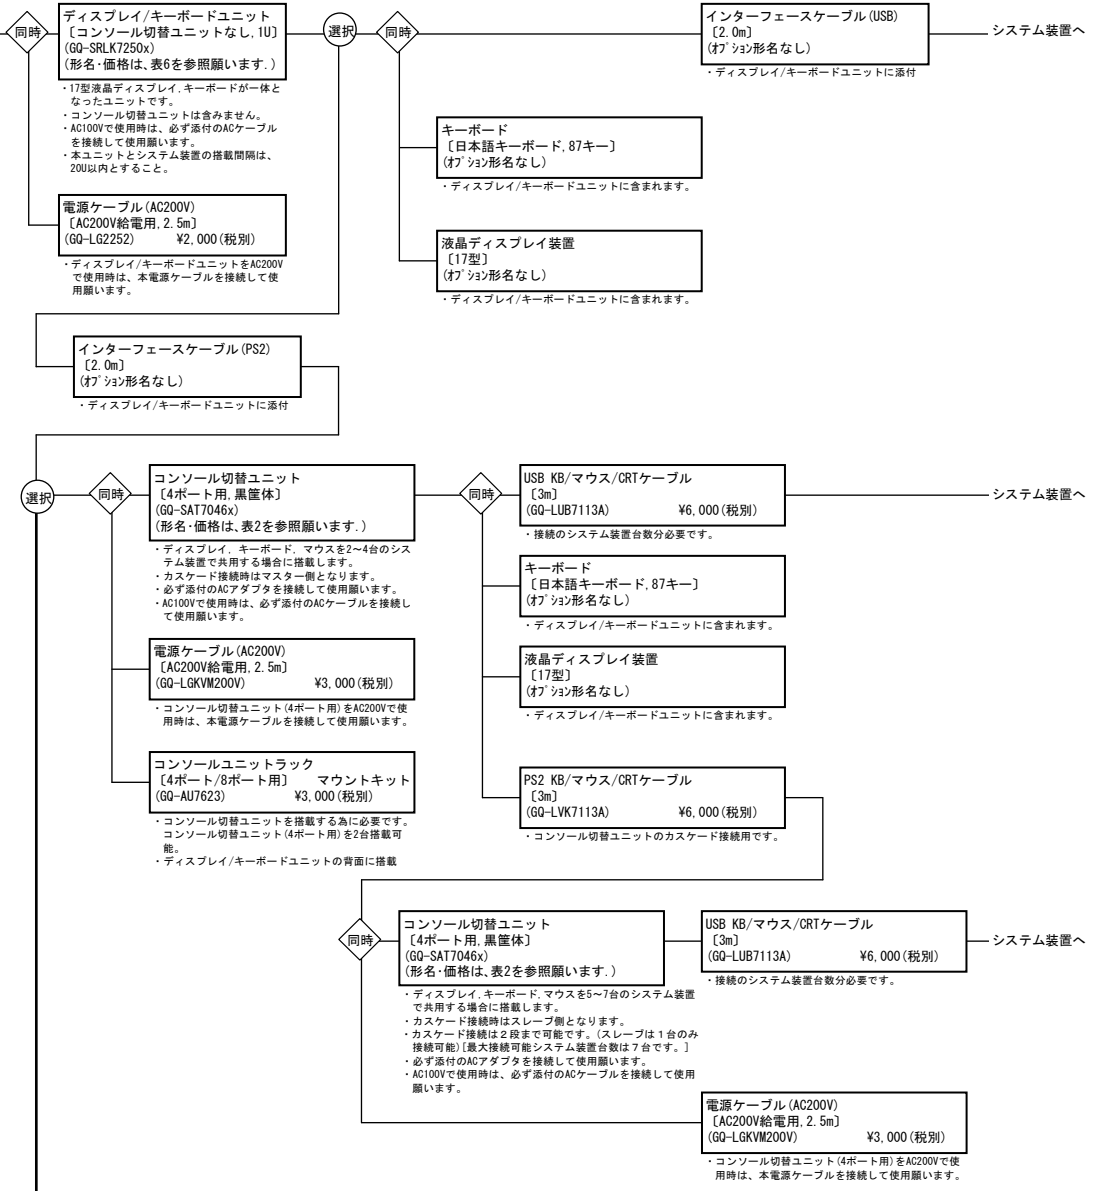 同時
ディスプレイ/キーボードユニット
〔コンソール切替ユニットなし,1U〕
(GQ-SRLK7250x)
(形名・価格は、表6を参照願います.)
・17型液晶ディスプレイ,キーボードが一体と
なったユニットです。
・コンソール切替ユニットは含みません。
・AC100Vで使用時は、必ず添付のACケーブル
を接続して使用願います。
・本ユニットとシステム装置の搭載間隔は、
20U以内とすること。
電源ケーブル(AC200V)
〔AC200V給電用,2.5m〕
(GQ-LG2252) ¥2,000(税別)
・ディスプレイ/キーボードユニットをAC200V
で使用時は、本電源ケーブルを接続して使
用願います。
選択
同時
インターフェースケーブル(USB)
〔2.0m〕
(オプション形名なし)
・ディスプレイ/キーボードユニットに添付
システム装置へ
キーボード
〔日本語キーボード,87キー〕
(オプション形名なし)
・ディスプレイ/キーボードユニットに含まれます。
液晶ディスプレイ装置
〔17型〕
(オプション形名なし)
・ディスプレイ/キーボードユニットに含まれます。
インターフェースケーブル(PS2)
〔2.0m〕
(オプション形名なし)
・ディスプレイ/キーボードユニットに添付
選択
同時
コンソール切替ユニット
〔4ポート用,黒筐体〕
(GQ-SAT7046x)
(形名・価格は、表2を参照願います.)
・ディスプレイ, キーボード, マウスを2～4台のシス
テム装置で共用する場合に搭載します。
・カスケード接続時はマスター側となります。
・必ず添付のACアダプタを接続して使用願います。
・AC100Vで使用時は、必ず添付のACケーブルを接続し
て使用願います。
電源ケーブル(AC200V)
〔AC200V給電用,2.5m〕
(GQ-LGKVM200V) ¥3,000(税別)
・コンソール切替ユニット(4ポート用)をAC200Vで使
用時は、本電源ケーブルを接続して使用願います。
コンソールユニットラック
〔4ポート/8ポート用〕 マウントキット
(GQ-AU7623) ¥3,000(税別)
・コンソール切替ユニットを搭載する為に必要です。
コンソール切替ユニット(4ポート用)を2台搭載可
能。
・ディスプレイ/キーボードユニットの背面に搭載
同時
USB KB/マウス/CRTケーブル
〔3m〕
(GQ-LUB7113A) ¥6,000(税別)
・接続のシステム装置台数分必要です。
システム装置へ
キーボード
〔日本語キーボード,87キー〕
(オプション形名なし)
・ディスプレイ/キーボードユニットに含まれます。
液晶ディスプレイ装置
〔17型〕
(オプション形名なし)
・ディスプレイ/キーボードユニットに含まれます。
PS2 KB/マウス/CRTケーブル
〔3m〕
(GQ-LVK7113A) ¥6,000(税別)
・コンソール切替ユニットのカスケード接続用です。
同時
コンソール切替ユニット
〔4ポート用,黒筐体〕
(GQ-SAT7046x)
(形名・価格は、表2を参照願います.)
・ディスプレイ,キーボード,マウスを5～7台のシステム装置
で共用する場合に搭載します。
・カスケード接続時はスレーブ側となります。
・カスケード接続は２段まで可能です。(スレーブは１台のみ
接続可能)[最大接続可能システム装置台数は７台です。]
・必ず添付のACアダプタを接続して使用願います。
・AC100Vで使用時は、必ず添付のACケーブルを接続して使用
願います。
USB KB/マウス/CRTケーブル
〔3m〕
(GQ-LUB7113A) ¥6,000(税別)
・接続のシステム装置台数分必要です。
システム装置へ
電源ケーブル(AC200V)
〔AC200V給電用,2.5m〕
(GQ-LGKVM200V) ¥3,000(税別)
・コンソール切替ユニット(4ポート用)をAC200Vで使
用時は、本電源ケーブルを接続して使用願います。